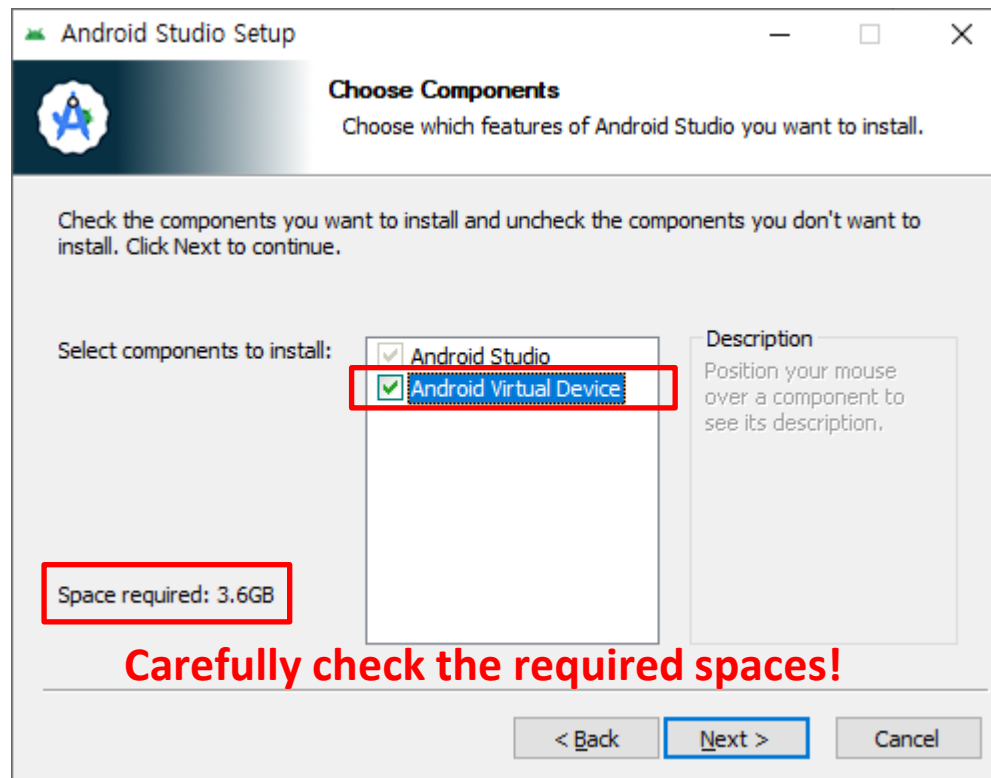 Android Studio Setup
Choose Components
Choose which features of Android Studio you want to install.
Check the components you want to install and uncheck the components you don't want to
install. Click Next to continue.
Select components to install:
Android Studio
Android Virtual Device
Description
Position your mouse
over a component to
see its description.
Space required: 3.6GB
Carefully check the required spaces!
< Back
Next >
Cancel